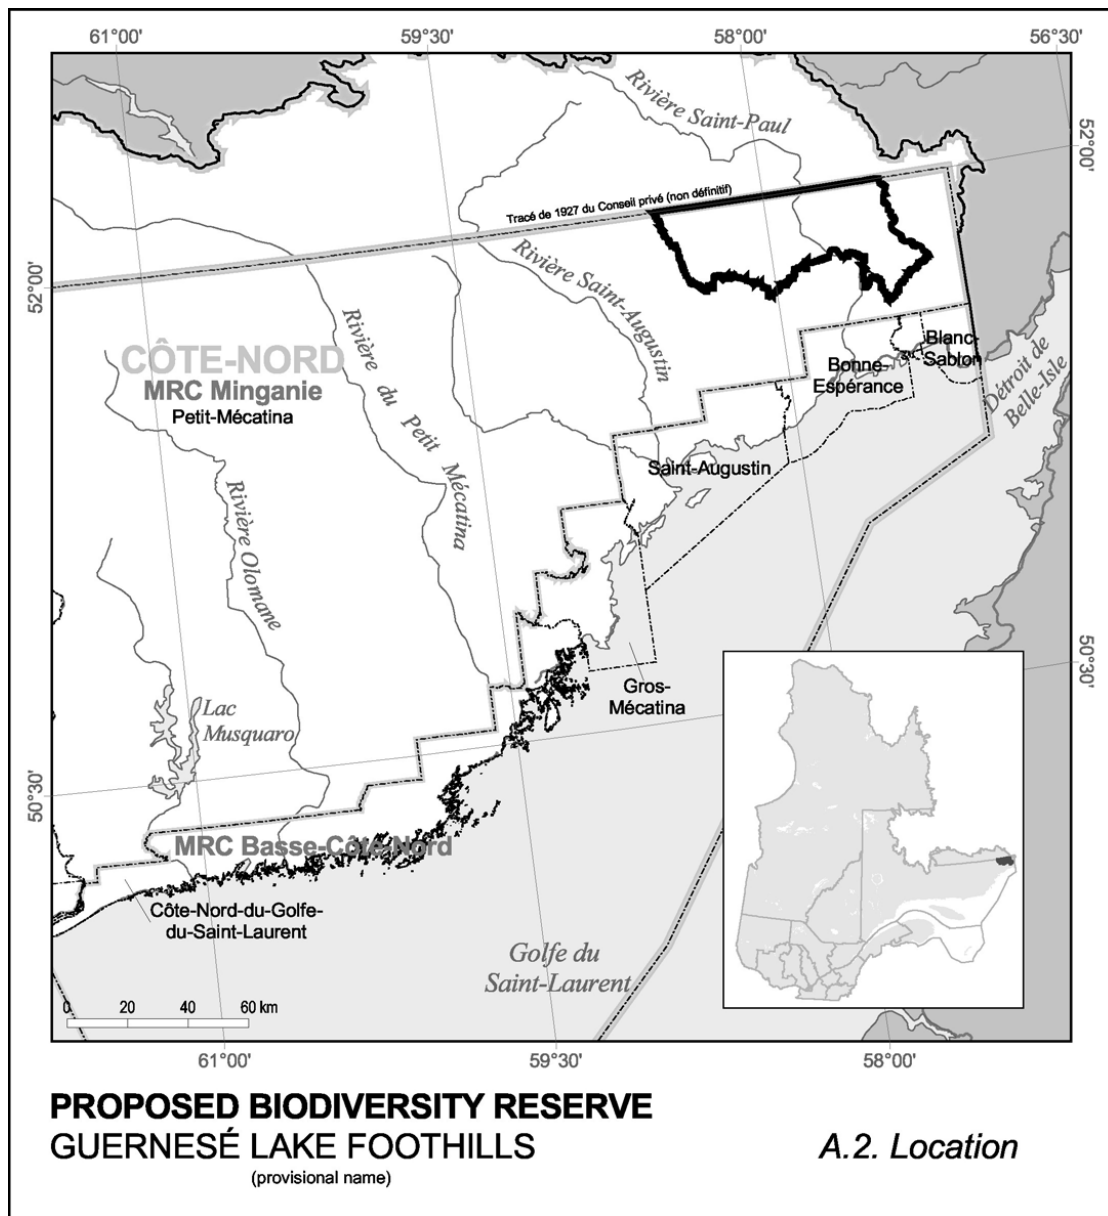 61°00'
59°30'
58°00'
56°30'
Rivière Saint-Paul
52°00'
Tracé de 1927 du Conseil privé (non définitif)
Rivière Saint-Augustin
52°00'
Rivière du Petit Mécatina
CÔTE-NORD
MRC Minganie
Petit-Mécatina
Blanc-
Sablon
Bonne-
Espérance
Détroit de
Belle-Isle
Saint-Augustin
Rivière Olomane
50°30'
Gros-
Mécatina
Lac
Musquaro
50°30'
MRC Basse-Côte-Nord
Côte-Nord-du-Golfe-
du-Saint-Laurent
Golfe du
Saint-Laurent
0 20 40 60 km
61°00'
59°30'
58°00'
PROPOSED BIODIVERSITY RESERVE
GUERNESÉ LAKE FOOTHILLS
A.2. Location
(provisional name)